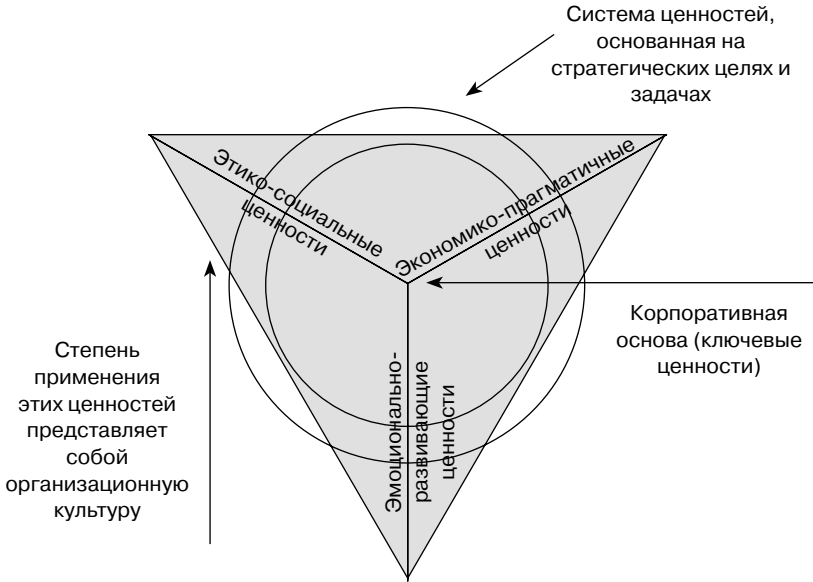 Система ценностей,
основанная на
стратегических целях и
задачах
Этико-социальные
ценности
Экономико-прагматичные
ценности
Корпоративная
основа (ключевые
ценности)
Степень
применения
этих ценностей
представляет
собой
организационную
культуру
Эмоционально-
развивающие
ценности